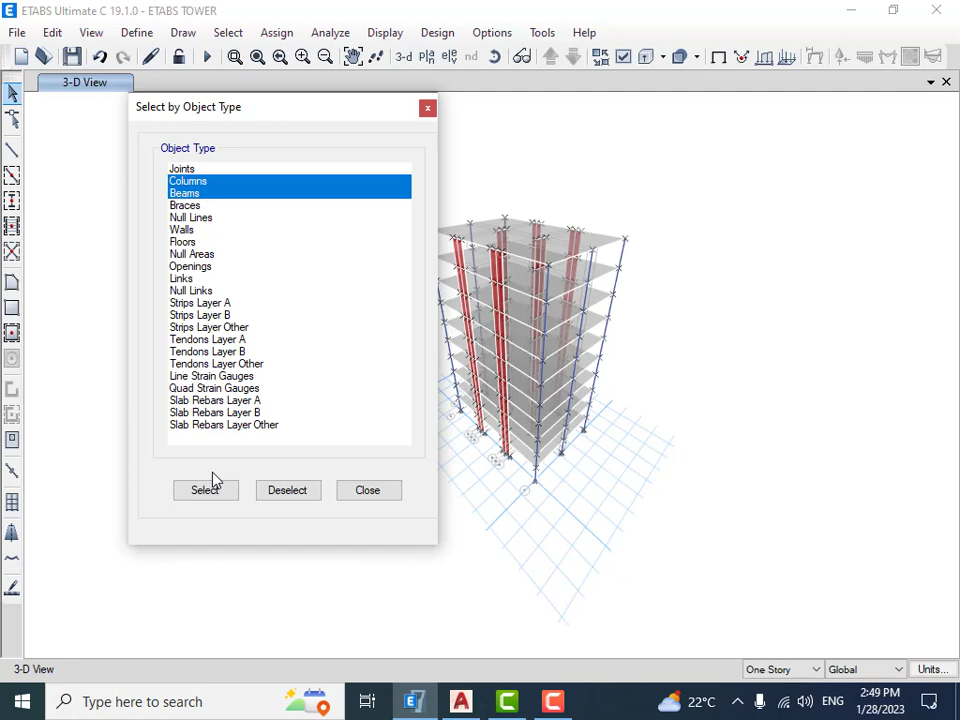 ETABS Ultimate C 19.1.0 - ETABS TOWER
File Edit View Define Draw Select Assign Analyze Display Design Options Tools Help
3-d pla ele
3-D View
Select by Object Type
Object Type
Joints
Columns
Beams
Braces
Null Lines
Walls
Floors
Null Areas
Openings
Links
Null Links
Strips Layer A
Strips Layer B
Strips Layer Other
Tendons Layer A
Tendons Layer B
Tendons Layer Other
Line Strain Gauges
Quad Strain Gauges
Slab Rebars Layer A
Slab Rebars Layer B
Slab Rebars Layer Other
Select Deselect Close
3-D View One Story Global Units...
Type here to search 22°C ENG 2:49 PM
1/28/2023